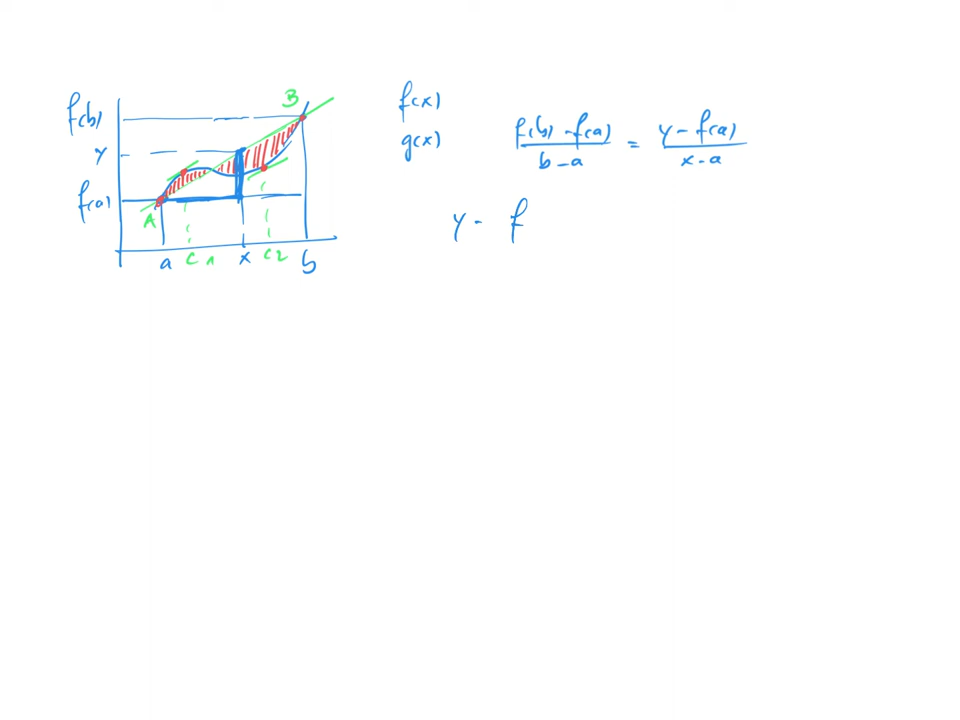 B
f(b)
y
f(a)
A
a c1 x c2 b
f(x)
g(x)
f(b) - f(a) / b - a = y - f(a) / x - a
y - f